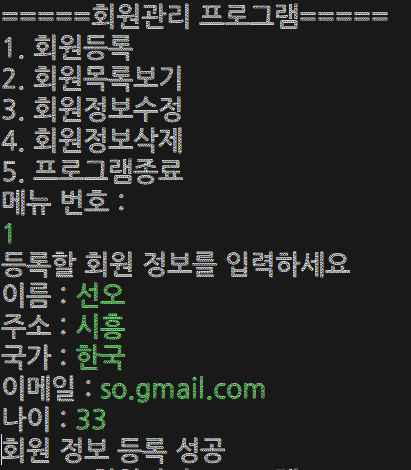 =====회원관리 프로그램=====
1. 회원등록
2. 회원목록보기
3. 회원정보수정
4. 회원정보삭제
5. 프로그램종료
메뉴 번호 :
1
등록할 회원 정보를 입력하세요
이름 : 선오
주소 : 시흥
국가 : 한국
이메일 : so.gmail.com
나이 : 33
회원 정보 등록 성공